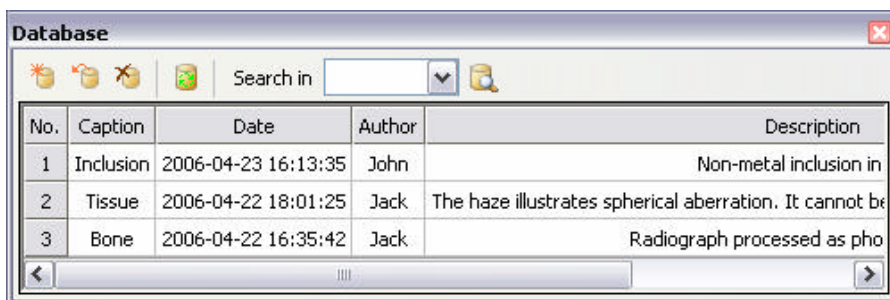 Database
Search in
No. Caption Date Author Description
1 Inclusion 2006-04-23 16:13:35 John Non-metal inclusion in
2 Tissue 2006-04-22 18:01:25 Jack The haze illustrates spherical aberration. It cannot be
3 Bone 2006-04-22 16:35:42 Jack Radiograph processed as pho